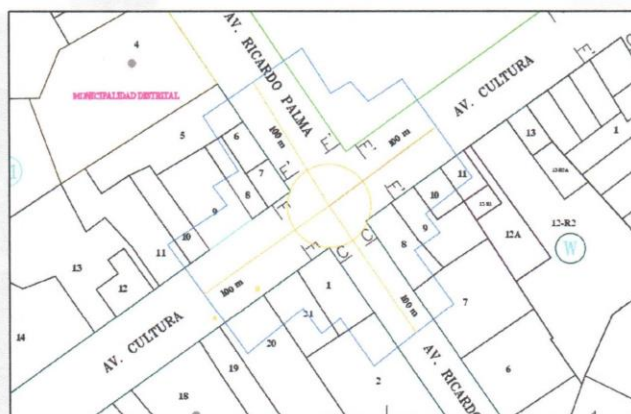 4
AV. RICARDO PALMA
AV. CULTURA
MUNICIPALIDAD DISTRITAL
5
6
7
8
9
10
11
12
13
14
100 m
100 m
100 m
100 m
E
E
E
E
E
E
C
C
8
9
10
11
12A
12-R2
W
13
1
7
6
1
21
20
19
18
2
AV. CULTURA
AV. RICARDO